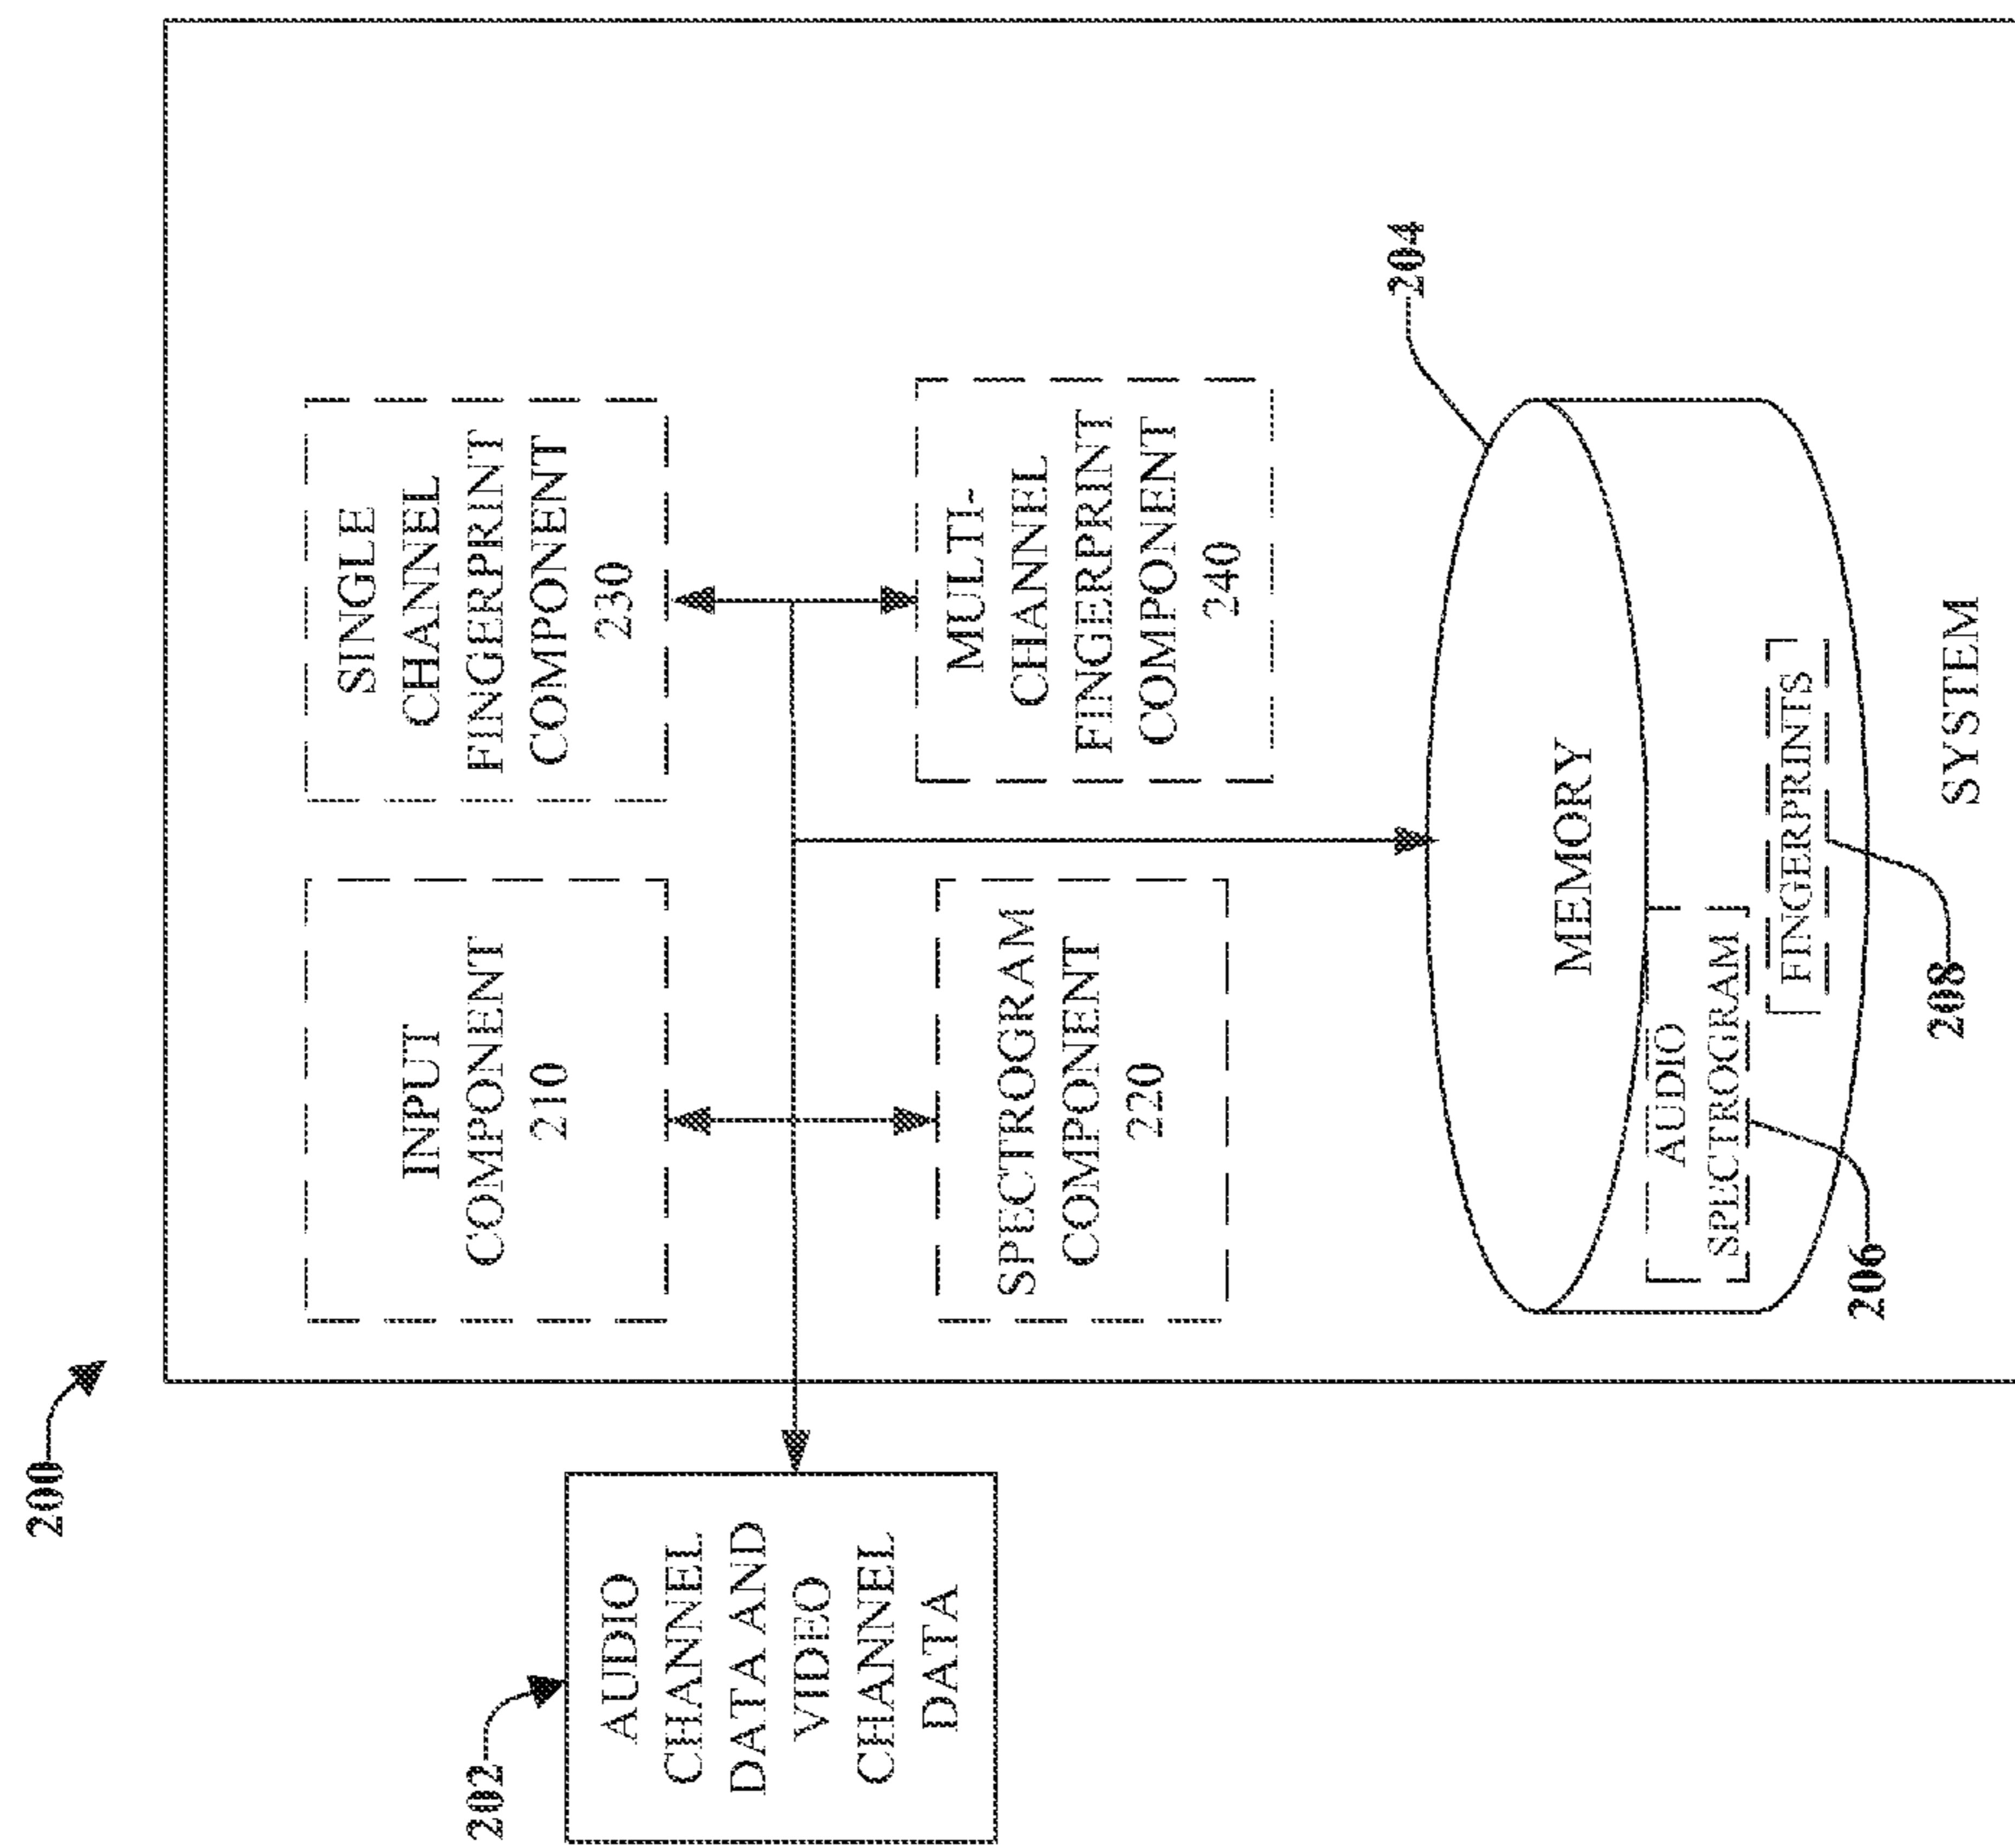 200
202
AUDIO
CHANNEL
DATA AND
VIDEO
CHANNEL
DATA
INPUT
COMPONENT
210
SINGLE
CHANNEL
FINGERPRINT
COMPONENT
230
SPECTROGRAM
COMPONENT
220
MULTI-
CHANNEL
FINGERPRINT
COMPONENT
240
204
MEMORY
AUDIO
SPECTROGRAM
FINGERPRINTS
206
208
SYSTEM